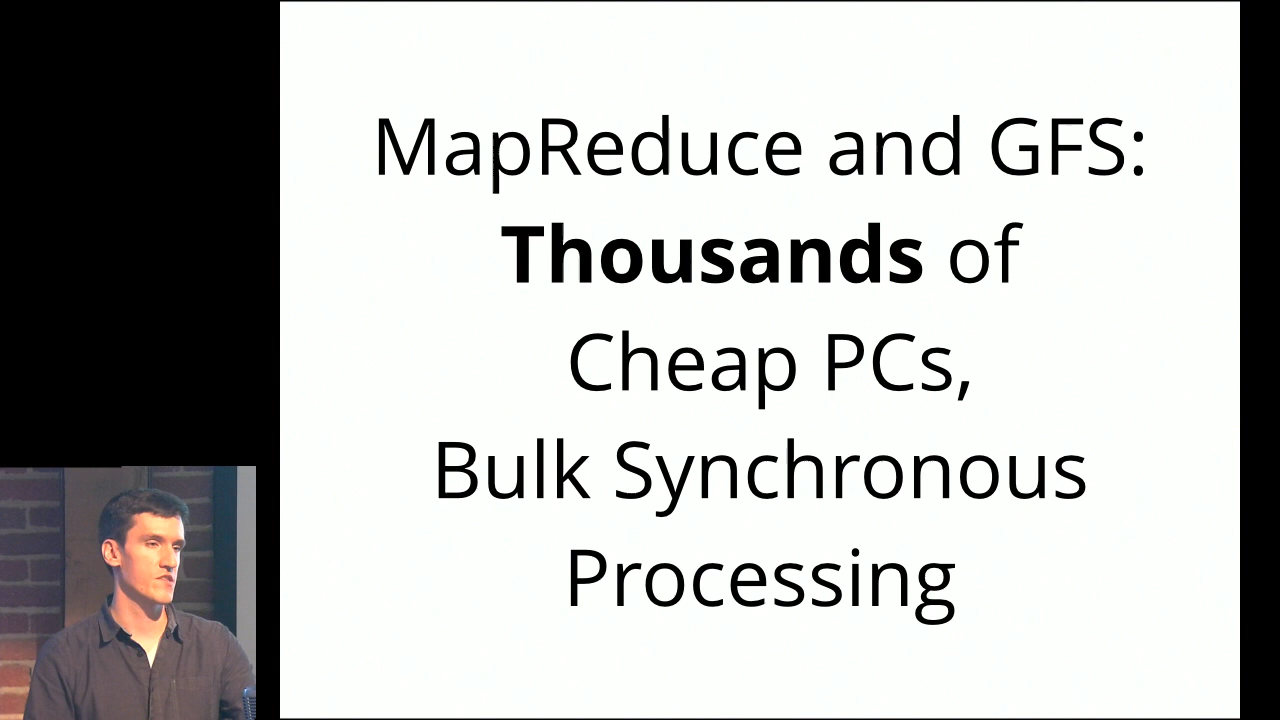 MapReduce and GFS:
Thousands of
Cheap PCs,
Bulk Synchronous
Processing